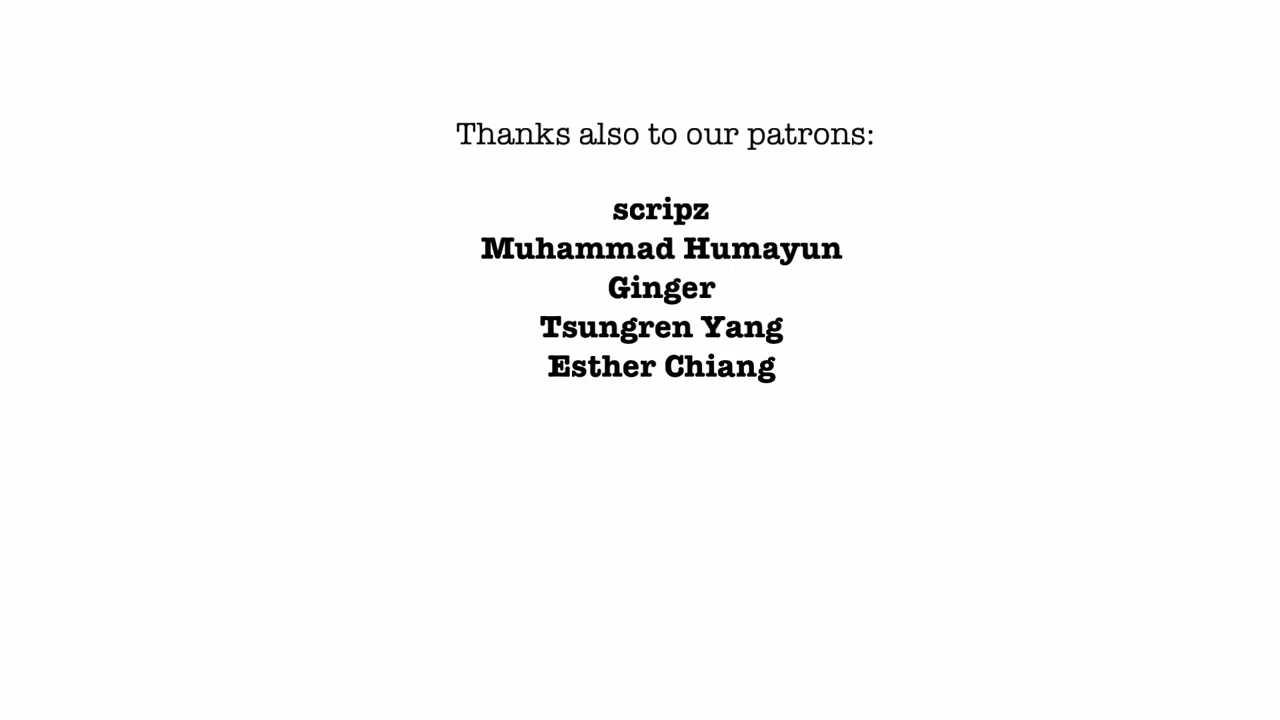 Thanks also to our patrons:
scripz
Muhammad Humayun
Ginger
Tsungren Yang
Esther Chiang